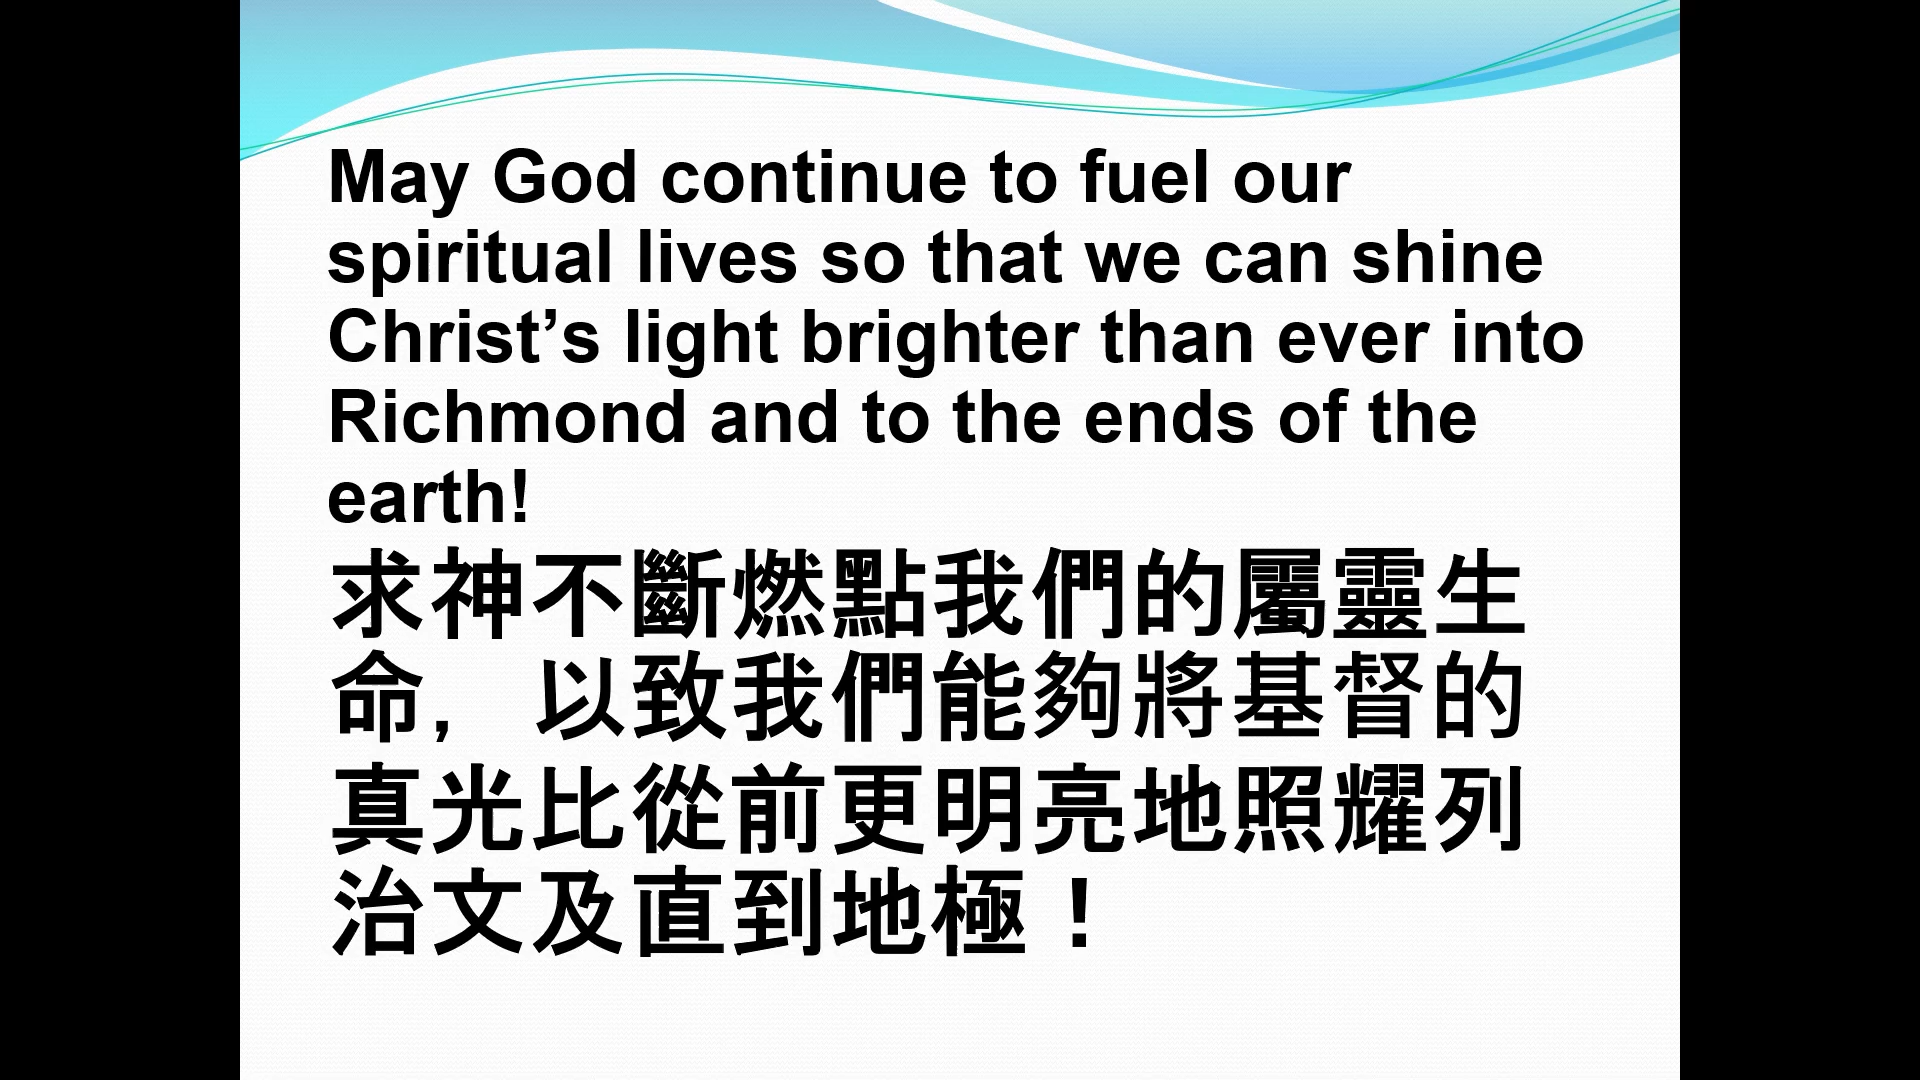 May God continue to fuel our
spiritual lives so that we can shine
Christ’s light brighter than ever into
Richmond and to the ends of the
earth!
求神不斷燃點我們的屬靈生
命， 以致我們能夠將基督的
真光比從前更明亮地照耀列
治文及直到地極！